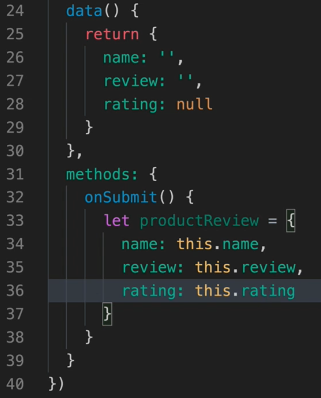 24 data() {
25 return {
26 name: '',
27 review: '',
28 rating: null
29 }
30 },
31 methods: {
32 onSubmit() {
33 let productReview = {
34 name: this.name,
35 review: this.review,
36 rating: this.rating
37 }
38 }
39 }
40 })